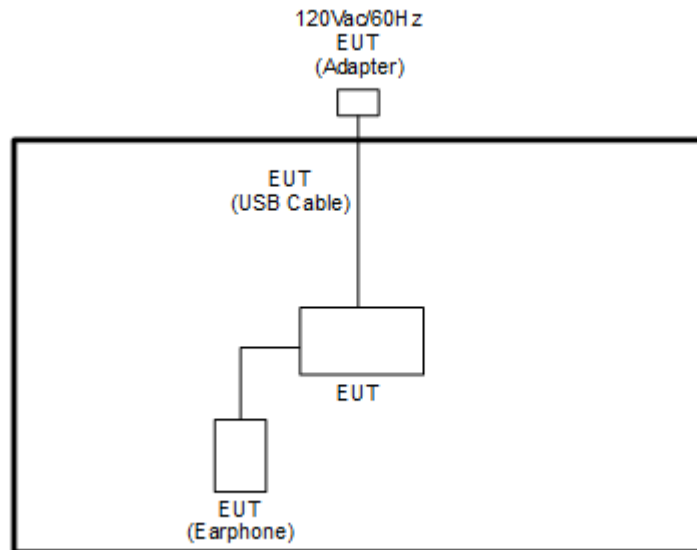 120Vac/60Hz
EUT
(Adapter)
EUT
(USB Cable)
EUT
EUT
(Earphone)